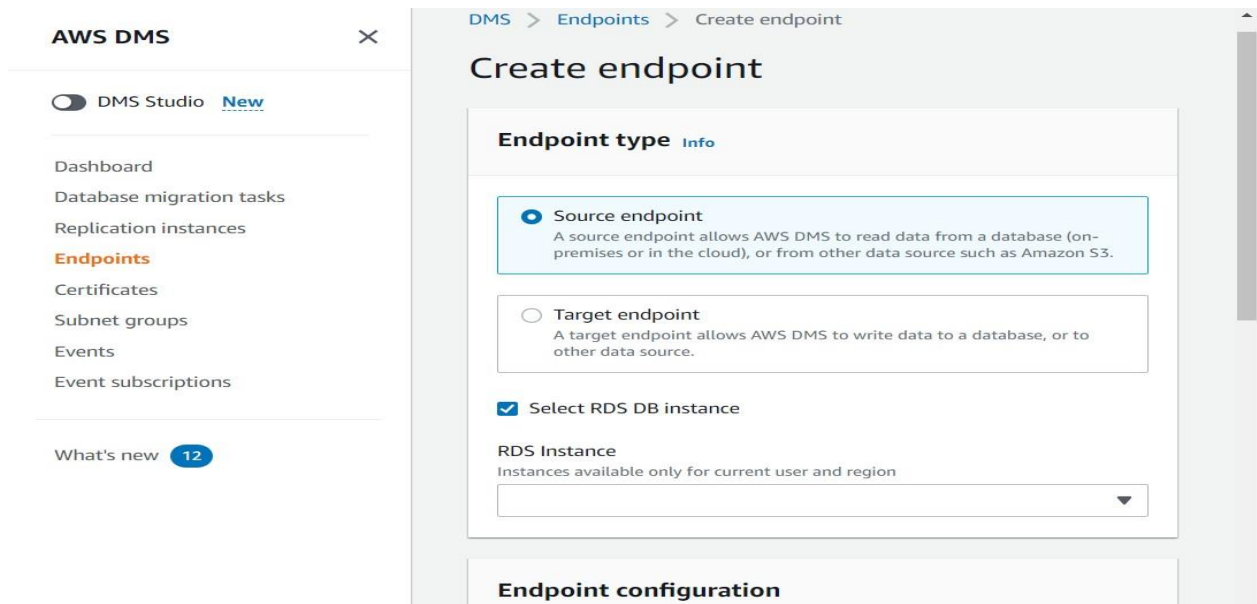 AWS DMS
DMS Studio New
Dashboard
Database migration tasks
Replication instances
Endpoints
Certificates
Subnet groups
Events
Event subscriptions
What's new 12
DMS > Endpoints > Create endpoint
Create endpoint
Endpoint type Info
Source endpoint
A source endpoint allows AWS DMS to read data from a database (on-
premises or in the cloud), or from other data source such as Amazon S3.
Target endpoint
A target endpoint allows AWS DMS to write data to a database, or to
other data source.
Select RDS DB instance
RDS Instance
Instances available only for current user and region
Endpoint configuration